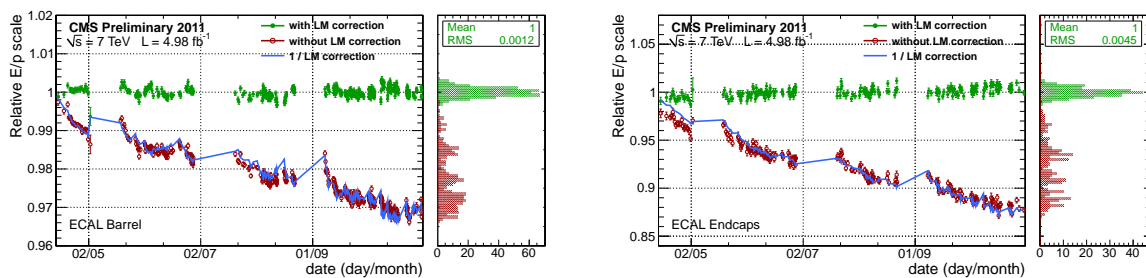 CMS Preliminary 2011
√s = 7 TeV L = 4.98 fb⁻¹
with LM correction
without LM correction
1 / LM correction
Relative E/p scale
1.02
1.01
1
0.99
0.98
0.97
0.96
ECAL Barrel
02/05
02/07
01/09
date (day/month)
Mean 1
RMS 0.0012
0 10 20 30 40 50 60 70
CMS Preliminary 2011
√s = 7 TeV L = 4.98 fb⁻¹
with LM correction
without LM correction
1 / LM correction
Relative E/p scale
1.05
1
0.95
0.9
0.85
ECAL Endcaps
02/05
02/07
01/09
date (day/month)
Mean 1
RMS 0.0045
0 10 20 30 40